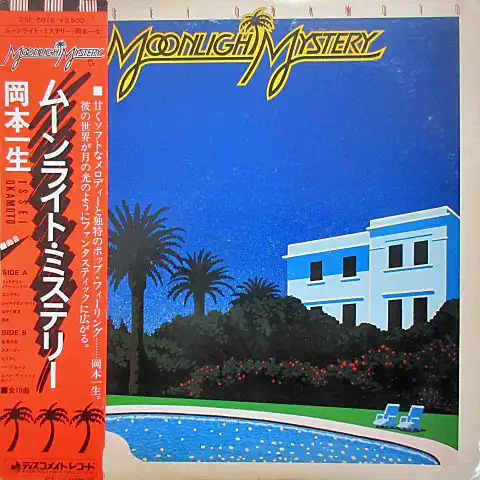 DSF-5016 ¥2,800
ムーンライト・ミステリー/岡本一生
MOONLIGHT MYSTERY
ムーンライト・ミステリー
岡本一生
ISSEI OKAMOTO
■甘くソフトなメロディーと独特のポップ・フィーリング……岡本一生。
彼の世界が月の光のようにファンタスティックに広がる。
SIDE A
SIDE B
■全10曲
ディスコメイトレコード
ISSEI OKAMOTO
MOONLIGHT MYSTERY